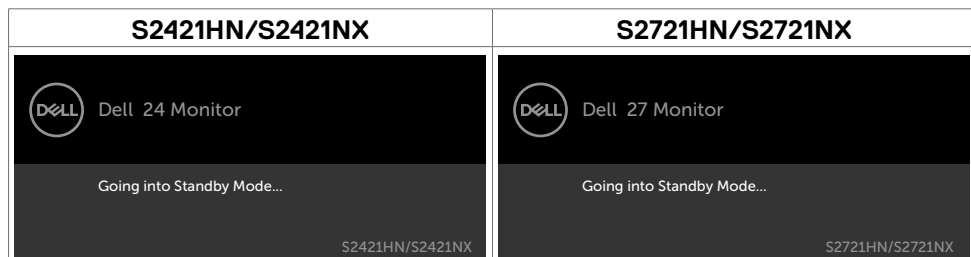 S2421HN/S2421NX
S2721HN/S2721NX
DELL
Dell 24 Monitor
Going into Standby Mode...
S2421HN/S2421NX
DELL
Dell 27 Monitor
Going into Standby Mode...
S2721HN/S2721NX